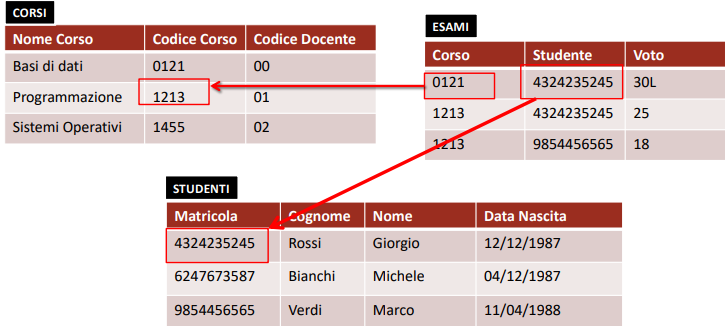 CORSI
Nome Corso Codice Corso Codice Docente
Basi di dati 0121 00
Programmazione 1213 01
Sistemi Operativi 1455 02
ESAMI
Corso Studente Voto
0121 4324235245 30L
1213 4324235245 25
1213 9854456565 18
STUDENTI
Matricola Cognome Nome Data Nascita
4324235245 Rossi Giorgio 12/12/1987
6247673587 Bianchi Michele 04/12/1987
9854456565 Verdi Marco 11/04/1988